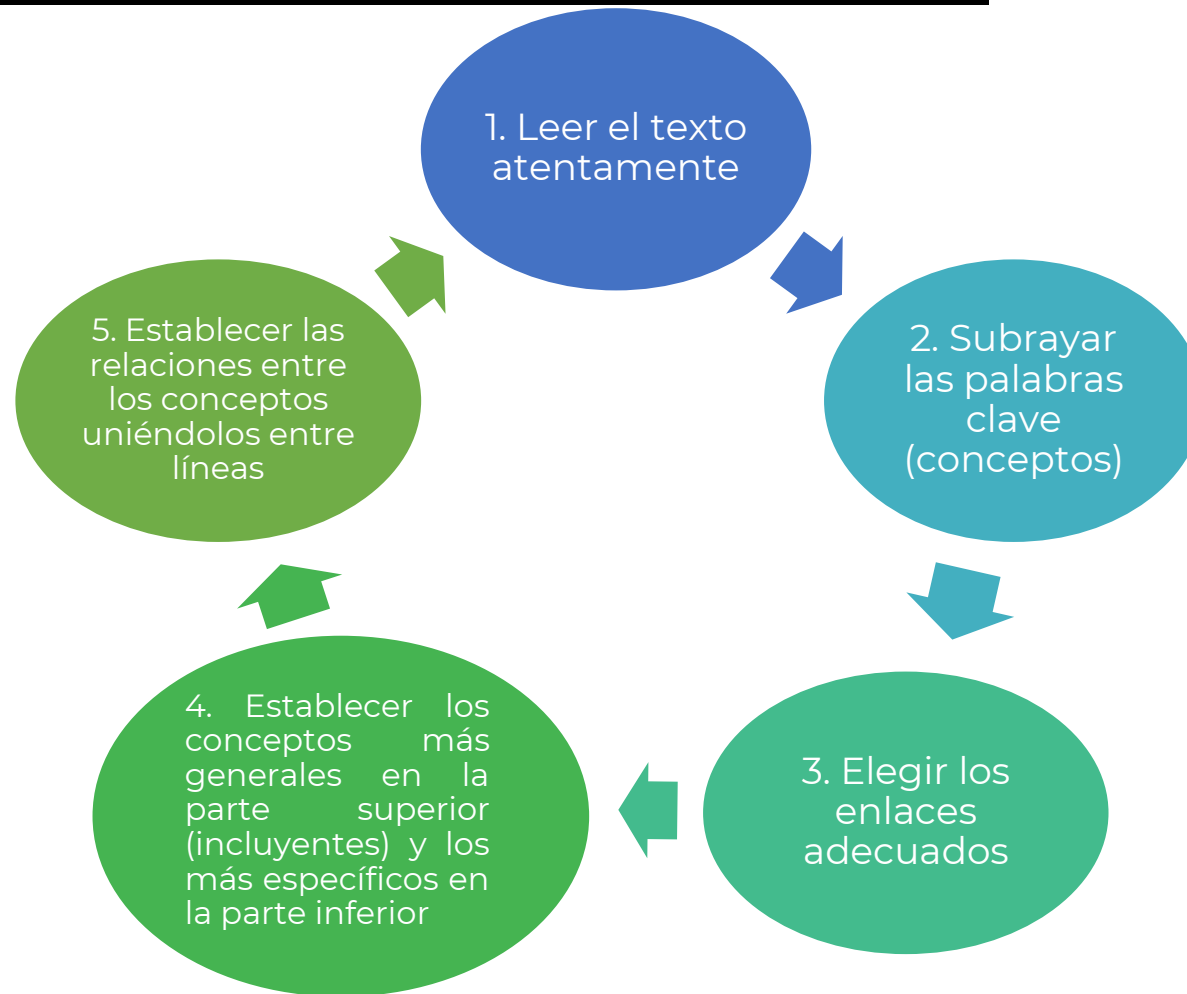 1. Leer el texto
atentamente
2. Subrayar
las palabras
clave
(conceptos)
3. Elegir los
enlaces
adecuados
4. Establecer los
conceptos más
generales en la
parte superior
(incluyentes) y los
más específicos en
la parte inferior
5. Establecer las
relaciones entre
los conceptos
uniéndolos entre
líneas